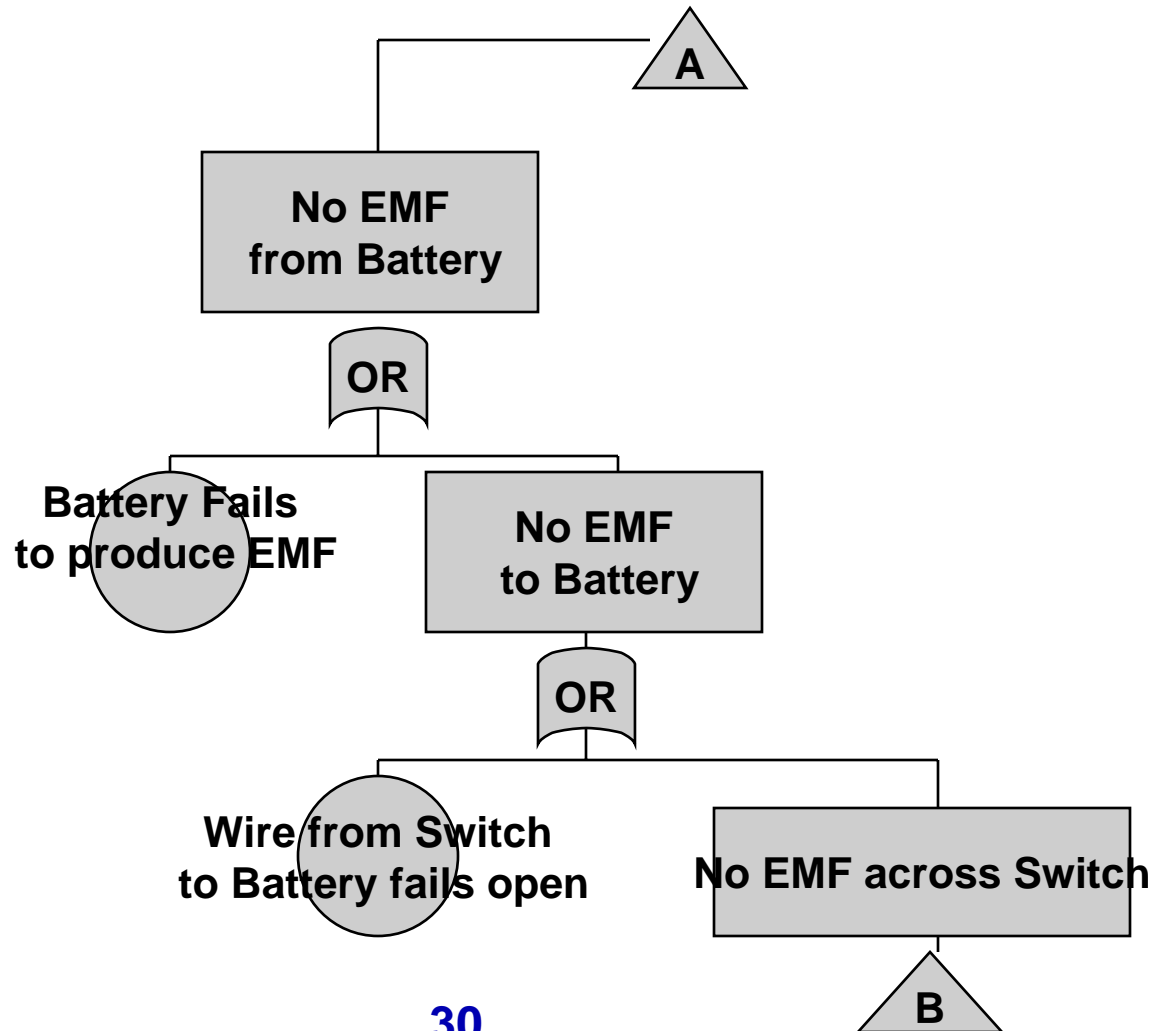 A
No EMF
from Battery
OR
Battery Fails
to produce EMF
No EMF
to Battery
OR
Wire from Switch
to Battery fails open
No EMF across Switch
B
30